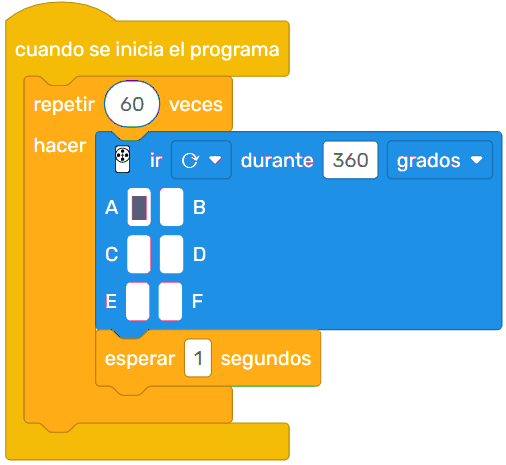 cuando se inicia el programa
repetir 60 veces
hacer
ir durante 360 grados
A B
C D
E F
esperar 1 segundos